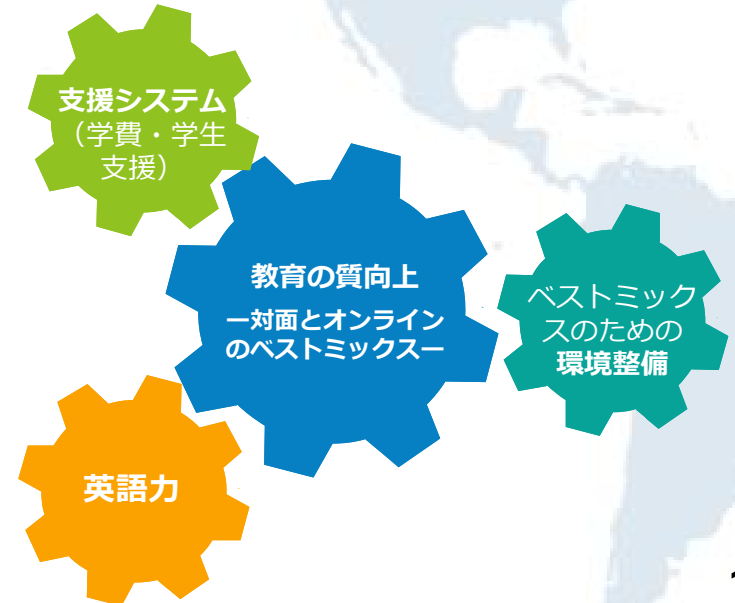 支援システム
（学費・学生
支援）
教育の質向上
ー対面とオンライン
のベストミックスー
ベストミック
スのための
環境整備
英語力